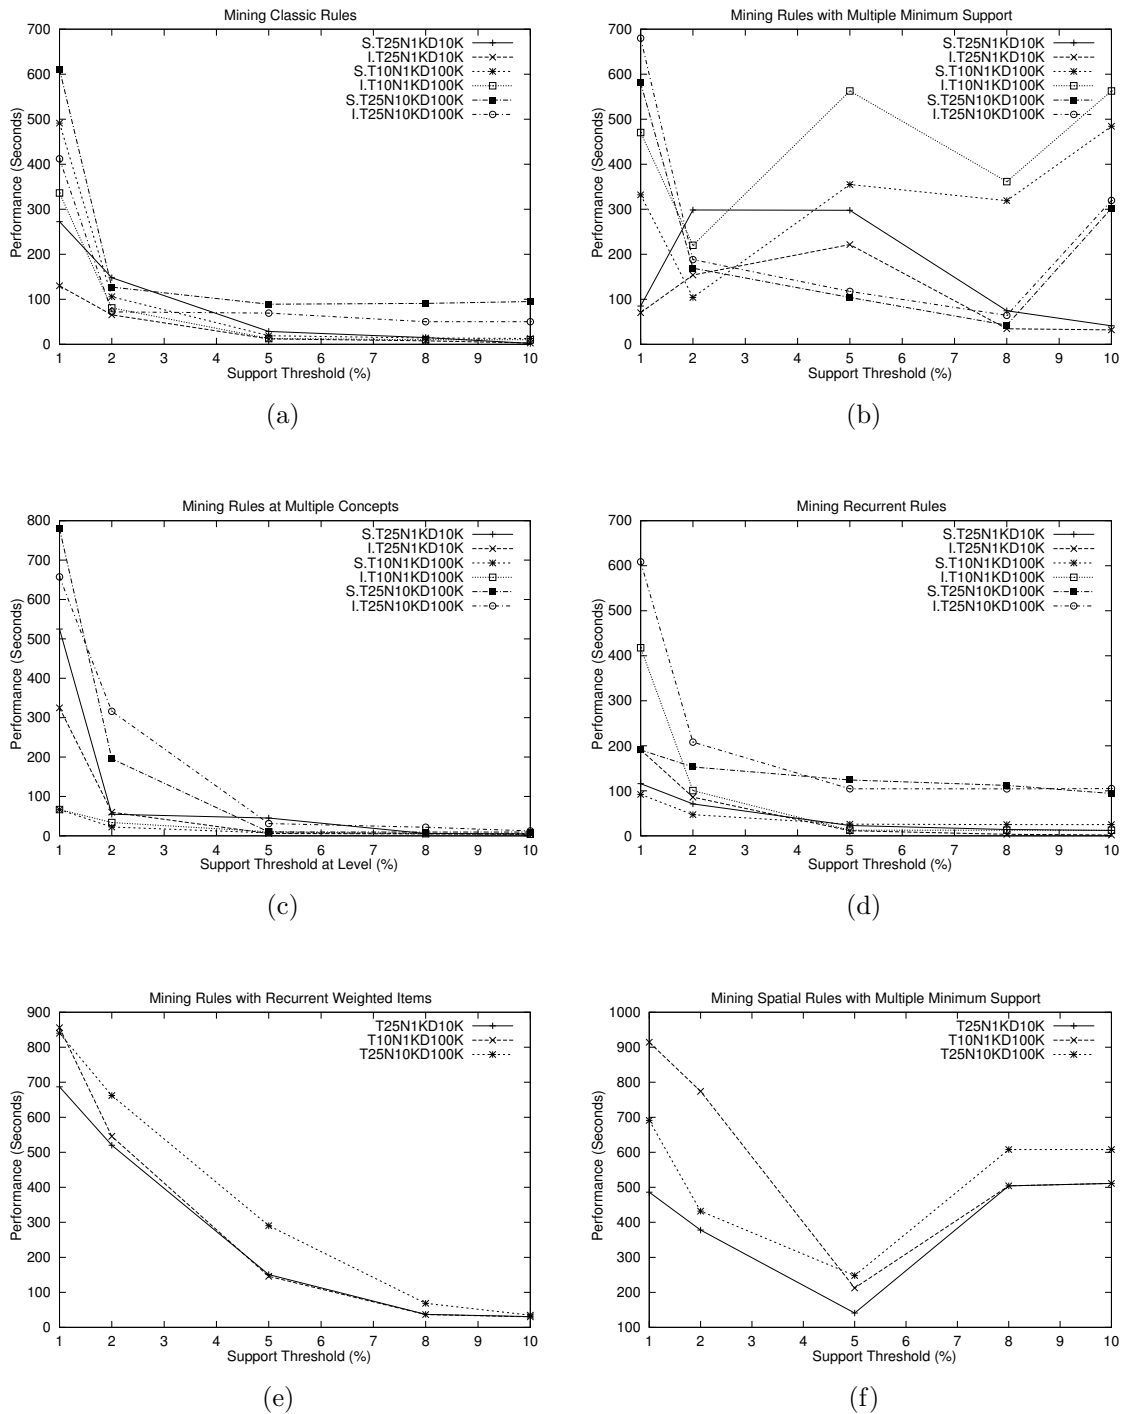 Mining Classic Rules
700
600
500
400
300
200
100
0
Performance (Seconds)
S.T25N1KD10K
I.T25N1KD10K
S.T10N1KD100K
I.T10N1KD100K
S.T25N10KD100K
I.T25N10KD100K
1 2 3 4 5 6 7 8 9 10
Support Threshold (%)
(a)
Mining Rules with Multiple Minimum Support
700
600
500
400
300
200
100
0
Performance (Seconds)
S.T25N1KD10K
I.T25N1KD10K
S.T10N1KD100K
I.T10N1KD100K
S.T25N10KD100K
I.T25N10KD100K
1 2 3 4 5 6 7 8 9 10
Support Threshold (%)
(b)
Mining Rules at Multiple Concepts
800
700
600
500
400
300
200
100
0
Performance (Seconds)
S.T25N1KD10K
I.T25N1KD10K
S.T10N1KD100K
I.T10N1KD100K
S.T25N10KD100K
I.T25N10KD100K
1 2 3 4 5 6 7 8 9 10
Support Threshold at Level (%)
(c)
Mining Recurrent Rules
700
600
500
400
300
200
100
0
Performance (Seconds)
S.T25N1KD10K
I.T25N1KD10K
S.T10N1KD100K
I.T10N1KD100K
S.T25N10KD100K
I.T25N10KD100K
1 2 3 4 5 6 7 8 9 10
Support Threshold (%)
(d)
Mining Rules with Recurrent Weighted Items
900
800
700
600
500
400
300
200
100
0
Performance (Seconds)
T25N1KD10K
T10N1KD100K
T25N10KD100K
1 2 3 4 5 6 7 8 9 10
Support Threshold (%)
(e)
Mining Spatial Rules with Multiple Minimum Support
1000
900
800
700
600
500
400
300
200
100
Performance (Seconds)
T25N1KD10K
T10N1KD100K
T25N10KD100K
1 2 3 4 5 6 7 8 9 10
Support Threshold (%)
(f)